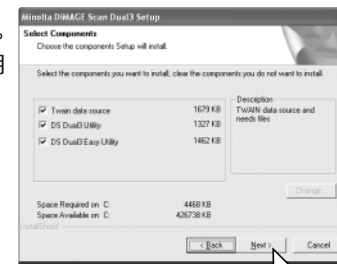 Minolta DiMAGE Scan Dual3 Setup
Select Components
Choose the components Setup will install.
Select the components you want to install, clear the components you do not want to install.
Twain data source 1679 KB
DS Dual3 Utility 1327 KB
DS Dual3 Easy Utility 1462 KB
Description
TWAIN data source and
needs files
Change...
Space Required on C: 4468 KB
Space Available on C: 426738 KB
InstallShield
< Back
Next >
Cancel